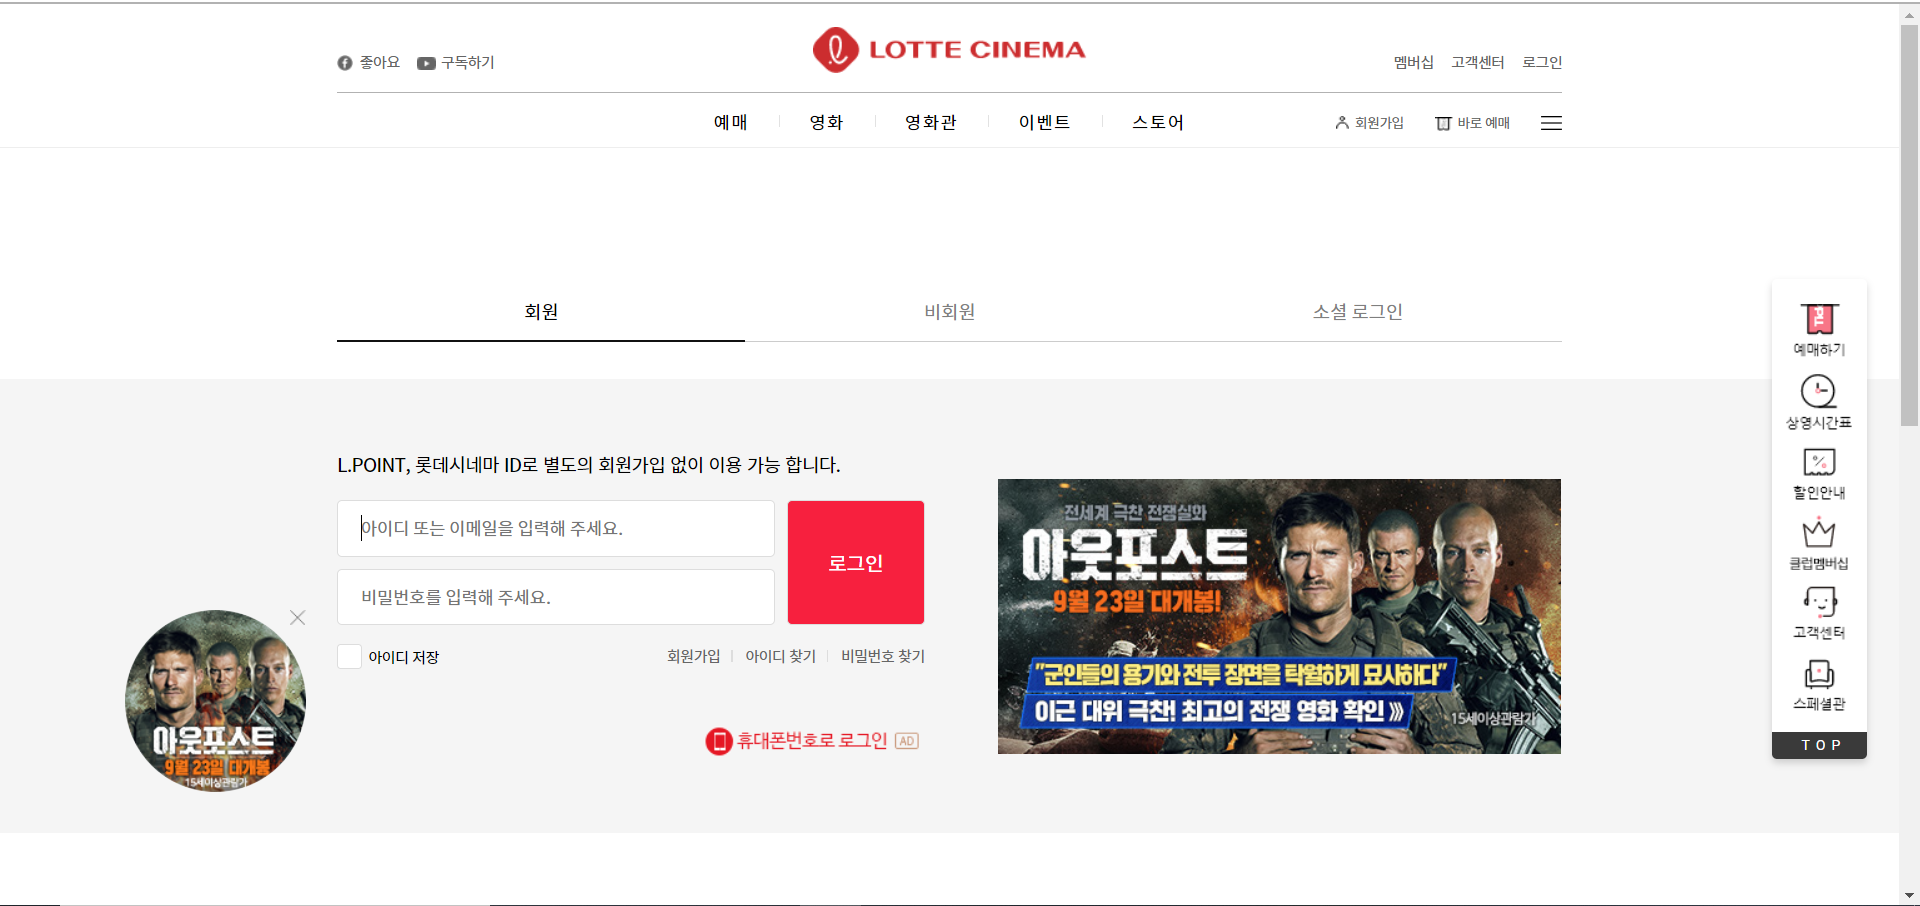 좋아요 구독하기
LOTTE CINEMA
멤버십 고객센터 로그인
예매 영화 영화관 이벤트 스토어
회원가입 바로 예매
회원 비회원 소셜 로그인
L.POINT, 롯데시네마 ID로 별도의 회원가입 없이 이용 가능 합니다.
아이디 또는 이메일을 입력해 주세요.
비밀번호를 입력해 주세요.
로그인
아이디 저장
회원가입 아이디 찾기 비밀번호 찾기
휴대폰번호로 로그인 AD
아웃포스트
9월 23일 대개봉
15세이상관람가
전세계 극찬 전쟁실화
아웃포스트
9월 23일 대개봉!
"군인들의 용기와 전투 장면을 탁월하게 묘사하다"
이근 대위 극찬! 최고의 전쟁 영화 확인 》
15세이상관람가
예매하기
상영시간표
할인안내
클럽멤버십
고객센터
스페셜관
TOP